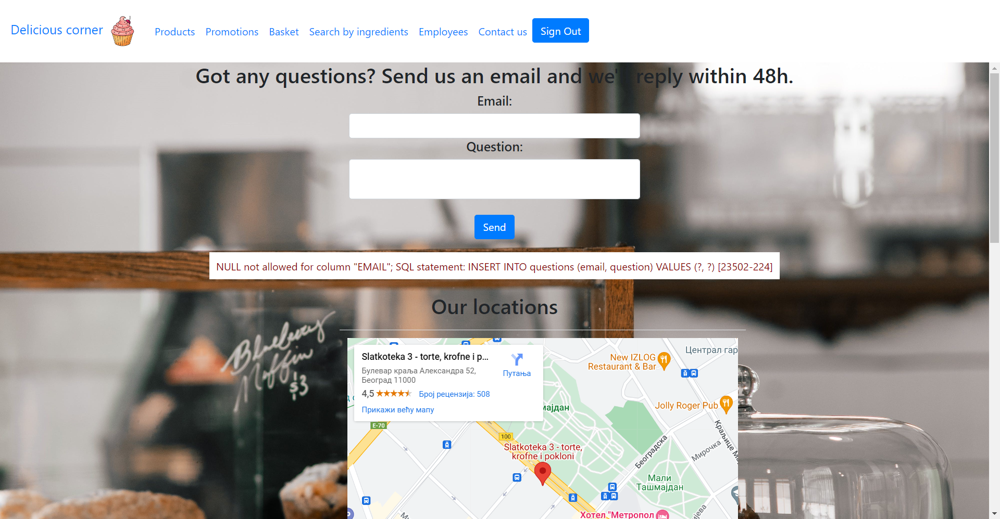 Delicious corner
Products
Promotions
Basket
Search by ingredients
Employees
Contact us
Sign Out
Got any questions? Send us an email and we' reply within 48h.
Email:
Question:
Send
NULL not allowed for column "EMAIL"; SQL statement: INSERT INTO questions (email, question) VALUES (?, ?) [23502-224]
Our locations
Blueberry
Muffin
$3
Slatkoteka 3 - torte, krofne i p...
Булевар краља Александра 52,
Београд 11000
Путања
4,5
Број рецензија: 508
Прикажи већу мапу
New IZLOG
Restaurant & Bar
Централ гар
Jolly Roger Pub
мајдан
E-70
100
Slatkoteka 3 - torte,
krofne i pokloni
Београдска
Мирочка
Краљице Ма
Мали
Ташмајдан
Хотел "Метропол